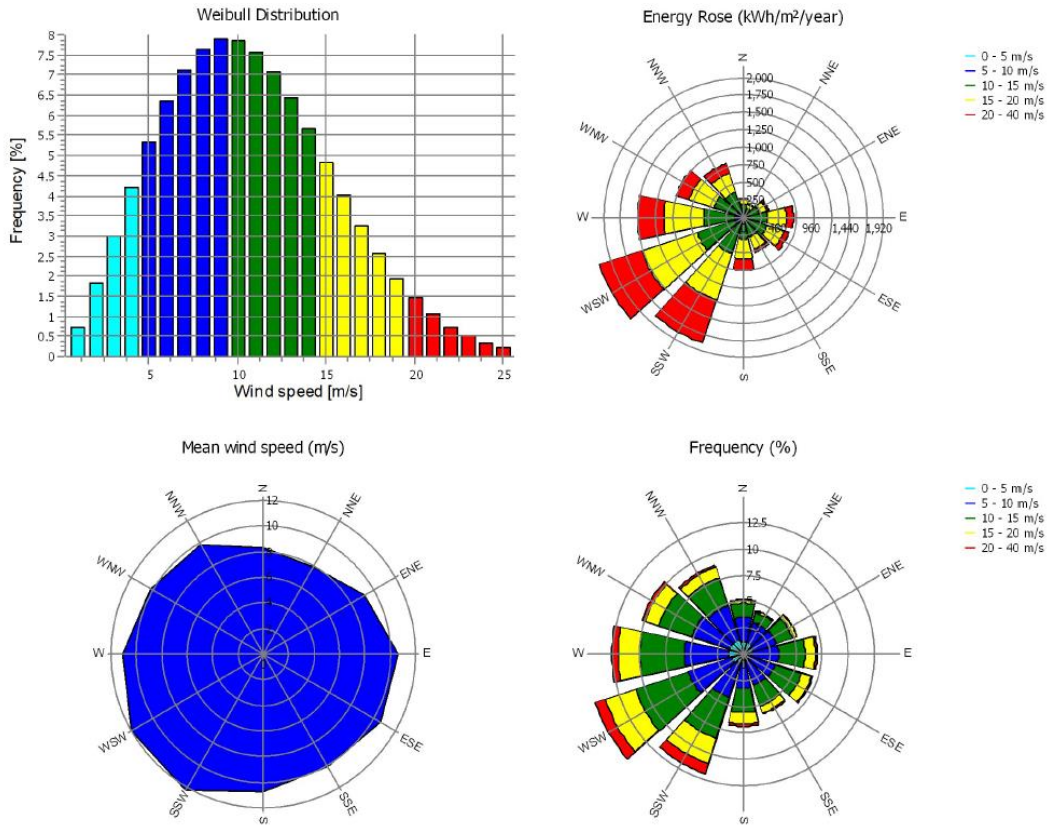 Weibull Distribution
8
7.5
7
6.5
6
5.5
5
4.5
4
3.5
3
2.5
2
1.5
1
0.5
0
Frequency [%]
5 10 15 20 25
Wind speed [m/s]
Energy Rose (kWh/m²/year)
N
NNE
ENE
E
ESE
SSE
S
SSW
WSW
W
WNW
NNW
2,000
1,750
1,500
1,250
1,000
750
500
250
960 1,440 1,920
0 - 5 m/s
5 - 10 m/s
10 - 15 m/s
15 - 20 m/s
20 - 40 m/s
Mean wind speed (m/s)
N
NNE
ENE
E
ESE
SSE
S
SSW
WSW
W
WNW
NNW
12
10
Frequency (%)
N
NNE
ENE
E
ESE
SSE
S
SSW
WSW
W
WNW
NNW
12.5
10
7.5
5
0 - 5 m/s
5 - 10 m/s
10 - 15 m/s
15 - 20 m/s
20 - 40 m/s